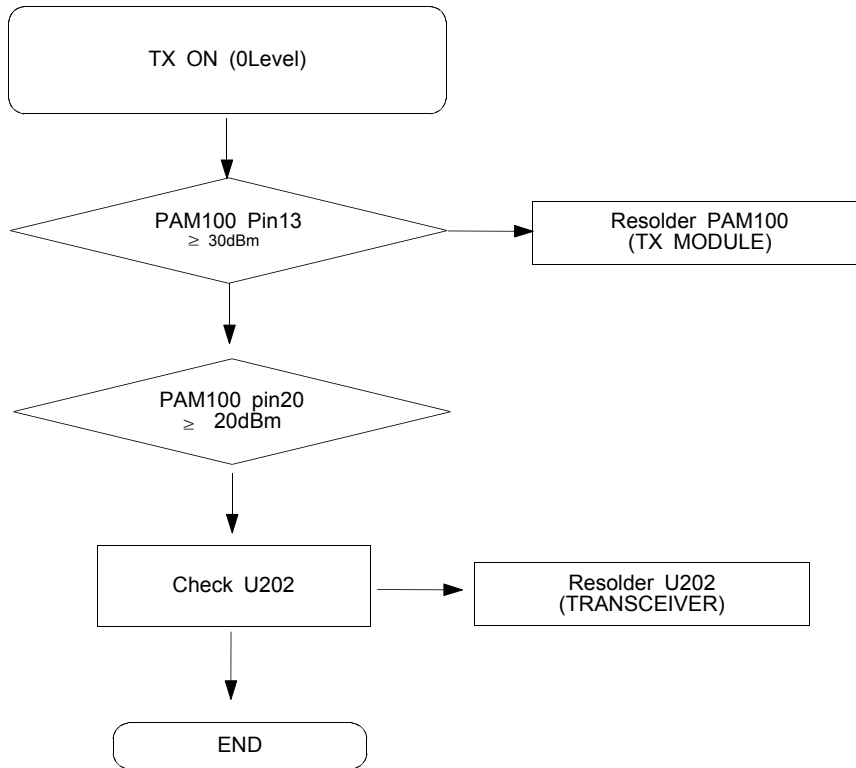 TX ON (0Level)
PAM100 Pin13
≥ 30dBm
Resolder PAM100
(TX MODULE)
PAM100 pin20
≥ 20dBm
Check U202
Resolder U202
(TRANSCEIVER)
END